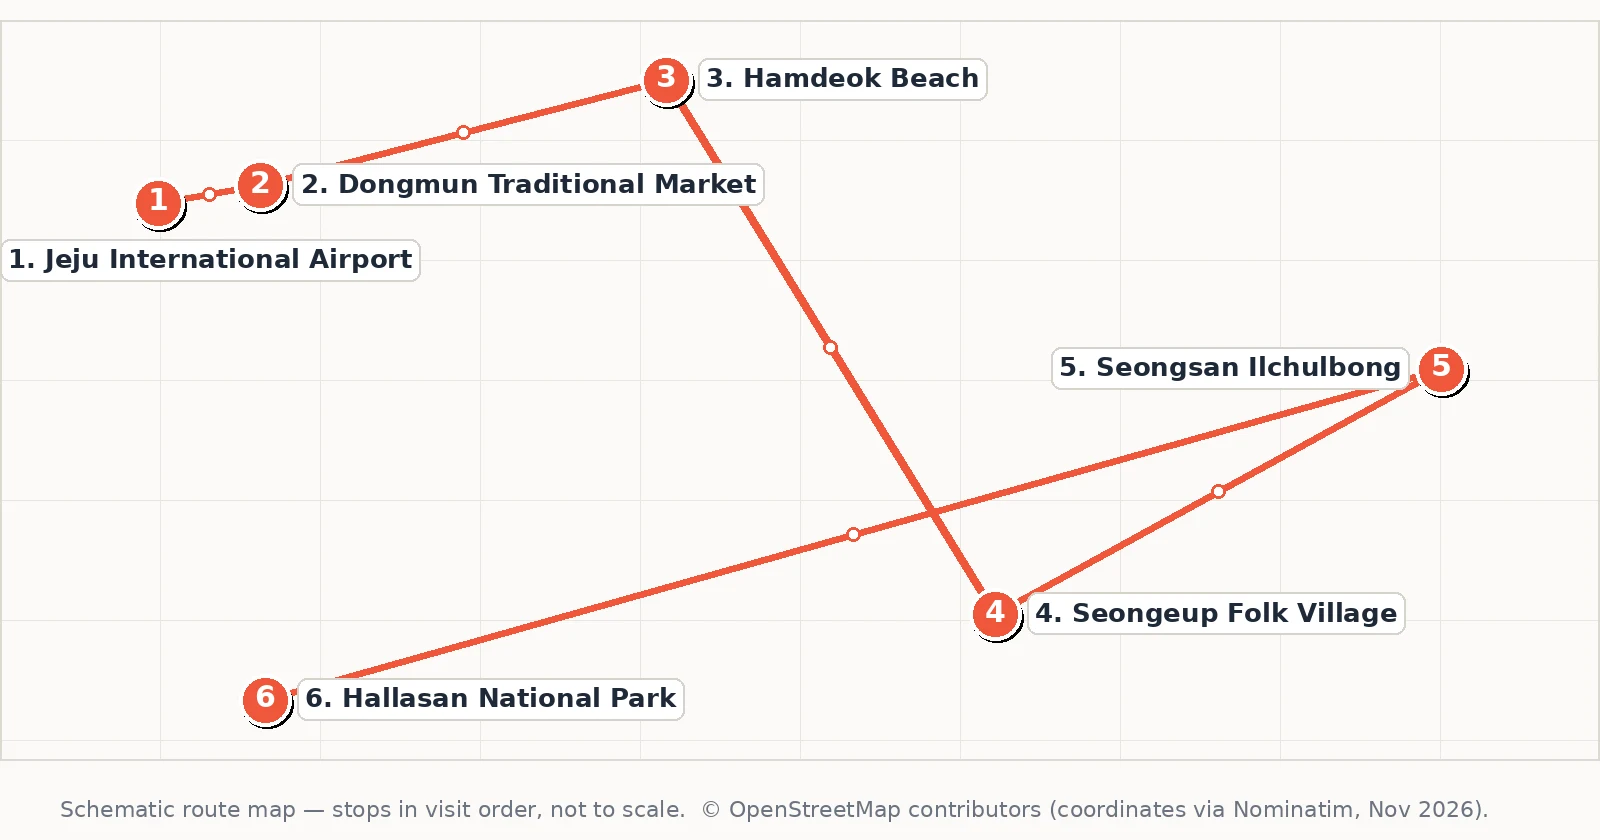 3
3. Hamdeok Beach
1
2
2. Dongmun Traditional Market
1. Jeju International Airport
5. Seongsan Ilchulbong
5
4
4. Seongeup Folk Village
6
6. Hallasan National Park
Schematic route map — stops in visit order, not to scale. © OpenStreetMap contributors (coordinates via Nominatim, Nov 2026).